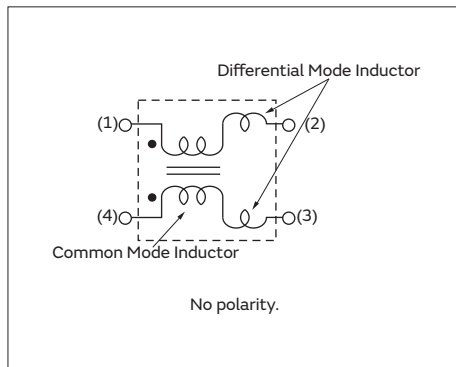 Differential Mode Inductor
(1)
(2)
(4)
(3)
Common Mode Inductor
No polarity.